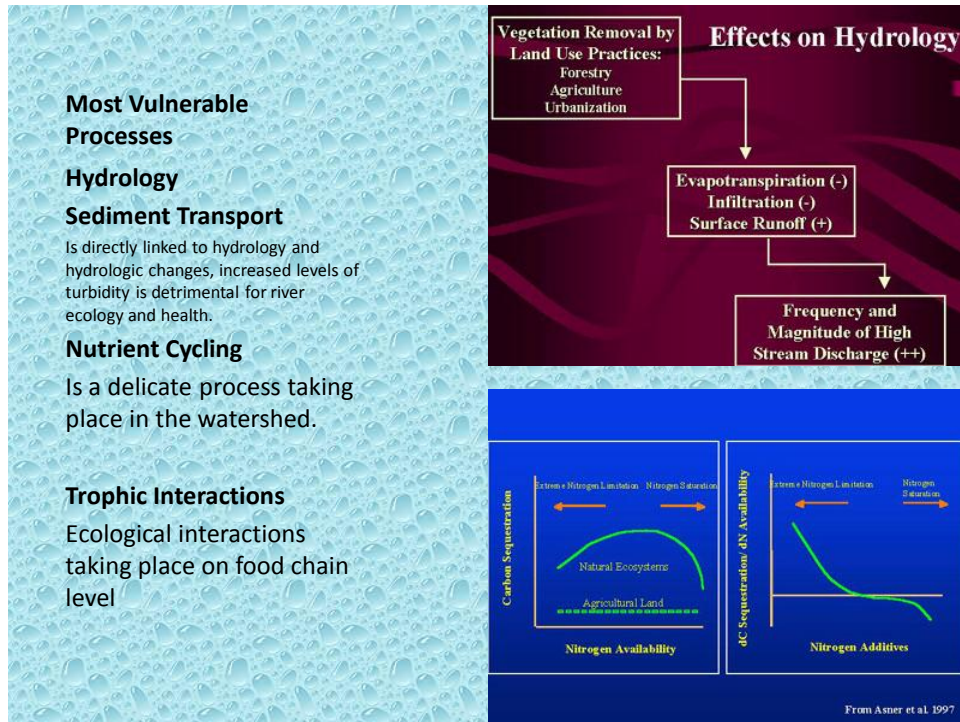 Most Vulnerable
Processes
Hydrology
Sediment Transport
Is directly linked to hydrology and
hydrologic changes, increased levels of
turbidity is detrimental for river
ecology and health.
Nutrient Cycling
Is a delicate process taking
place in the watershed.
Trophic Interactions
Ecological interactions
taking place on food chain
level
Effects on Hydrology
Vegetation Removal by
Land Use Practices:
Forestry
Agriculture
Urbanization
Evapotranspiration (-)
Infiltration (-)
Surface Runoff (+)
Frequency and
Magnitude of High
Stream Discharge (++)
Carbon Sequestration
Extreme Nitrogen Limitation
Nitrogen Saturation
Natural Ecosystems
Agricultural Land
Nitrogen Availability
dC Sequestration/ dN Availability
Extreme Nitrogen Limitation
Nitrogen
Saturation
Nitrogen Additives
From Asner et al. 1997